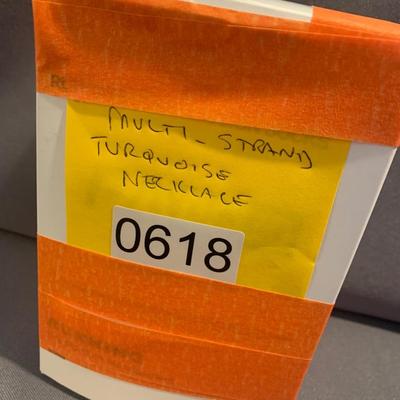 MULTI-STRAND
TURQUOISE
NECKLACE
0618